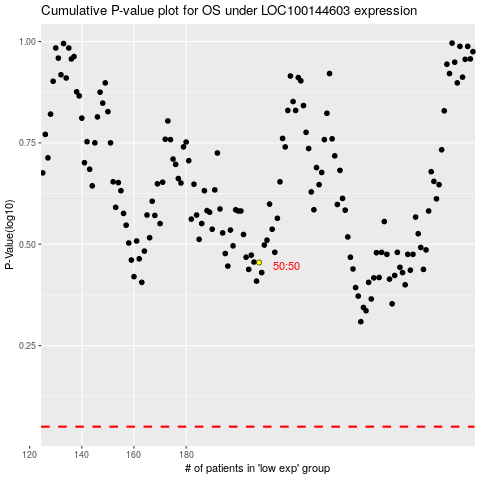 Cumulative P-value plot for OS under LOC100144603 expression
P-Value(log10)
1.00
0.75
0.50
0.25
50:50
120 140 160 180
# of patients in 'low exp' group